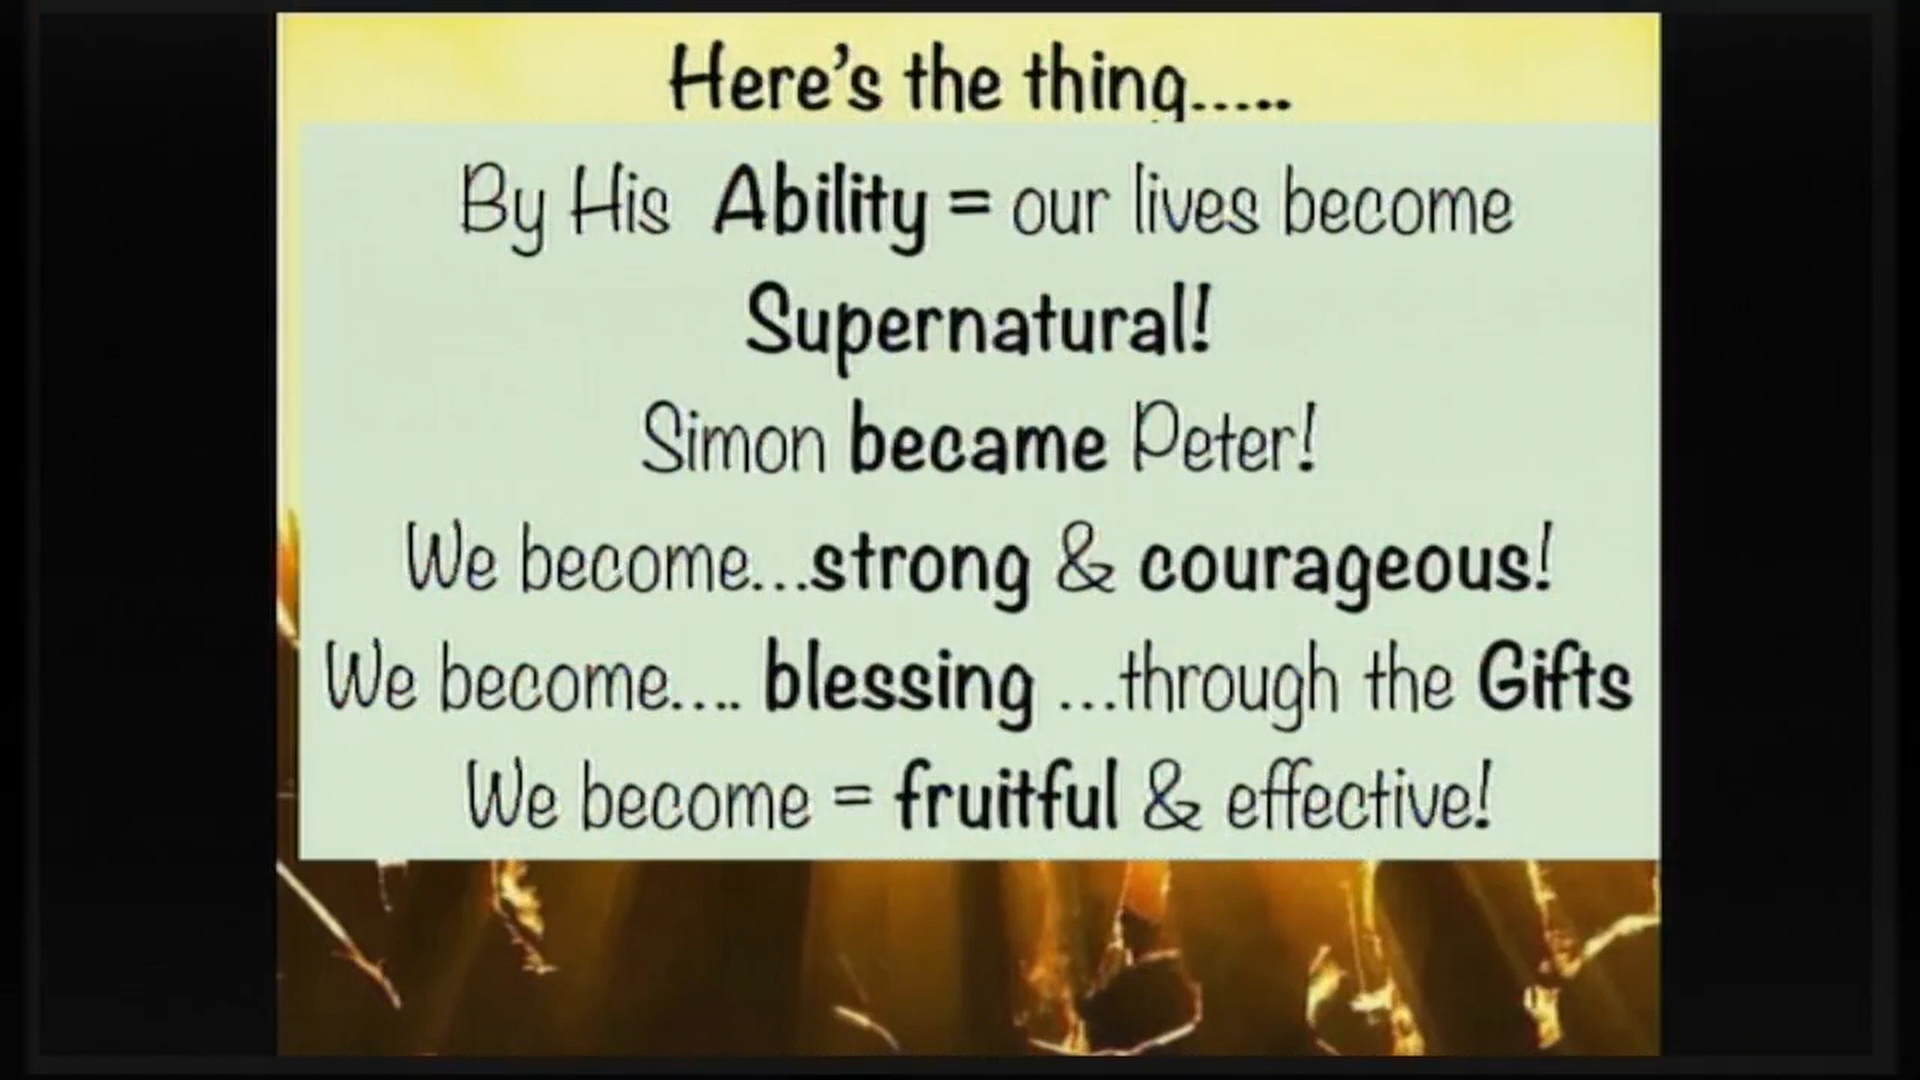 Here's the thing.....
By His Ability = our lives become
Supernatural!
Simon became Peter!
We become...strong & courageous!
We become.... blessing ...through the Gifts
We become = fruitful & effective!